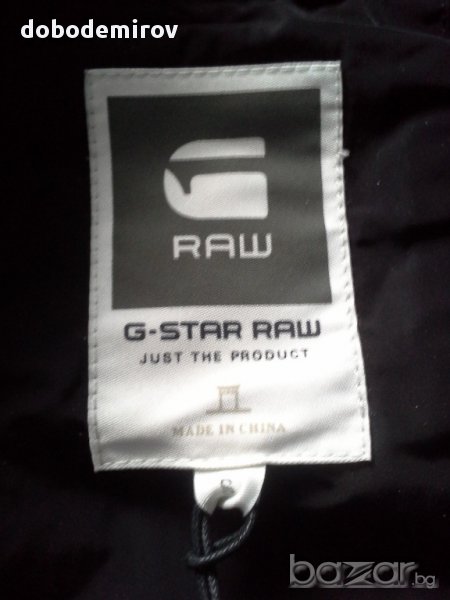 dobodemirov
RAW
G-STAR RAW
JUST THE PRODUCT
MADE IN CHINA
S
bazar.bg